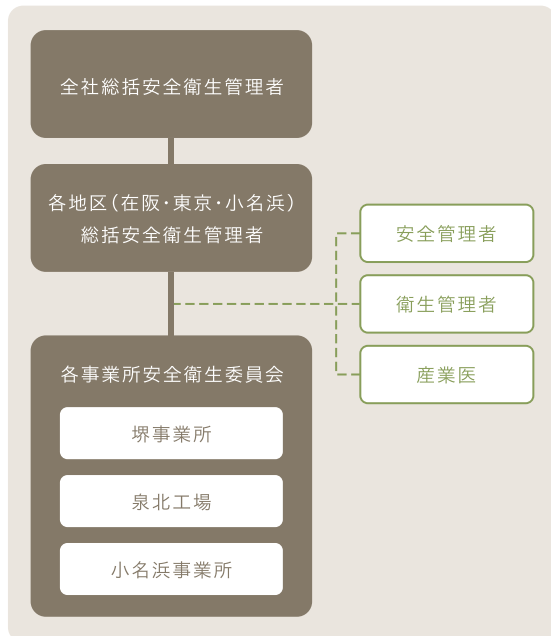 全社総括安全衛生管理者
各地区(在阪・東京・小名浜)
総括安全衛生管理者
安全管理者
衛生管理者
産業医
各事業所安全衛生委員会
堺事業所
泉北工場
小名浜事業所